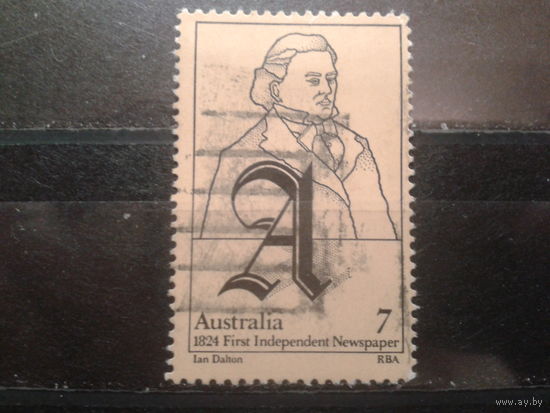 A
Australia 7
1824 First Independent Newspaper
Ian Dalton RBA
www.ay.by